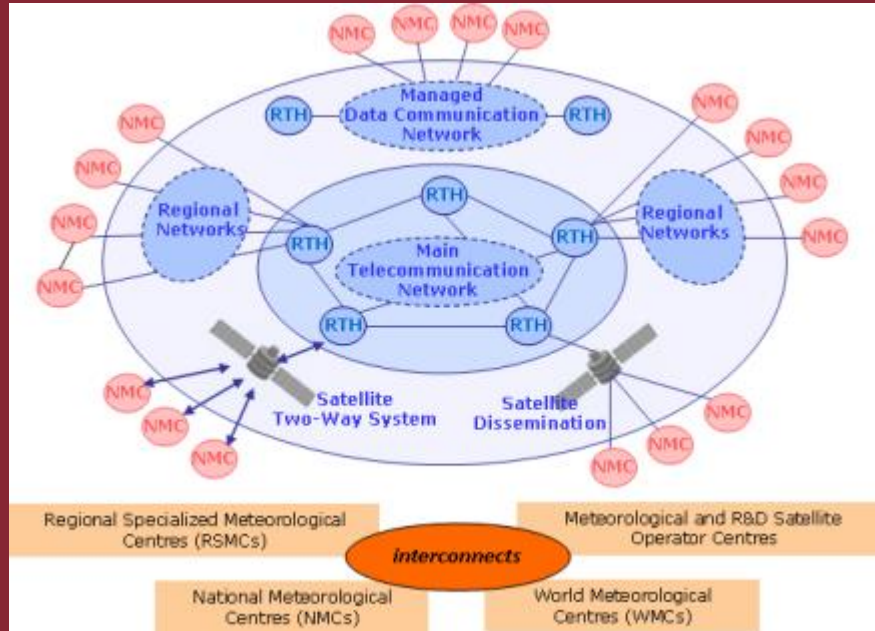 NMC
NMC
NMC
NMC
NMC
NMC
NMC
NMC
Managed
Data Communication
Network
RTH
RTH
NMC
NMC
NMC
NMC
RTH
Regional
Networks
Regional
Networks
RTH
RTH
Main
Telecommunication
Network
NMC
NMC
RTH
RTH
NMC
NMC
NMC
Satellite
Two-Way System
Satellite
Dissemination
NMC
NMC
NMC
Regional Specialized Meteorological
Centres (RSMCs)
Meteorological and R&D Satellite
Operator Centres
interconnects
National Meteorological
Centres (NMCs)
World Meteorological
Centres (WMCs)